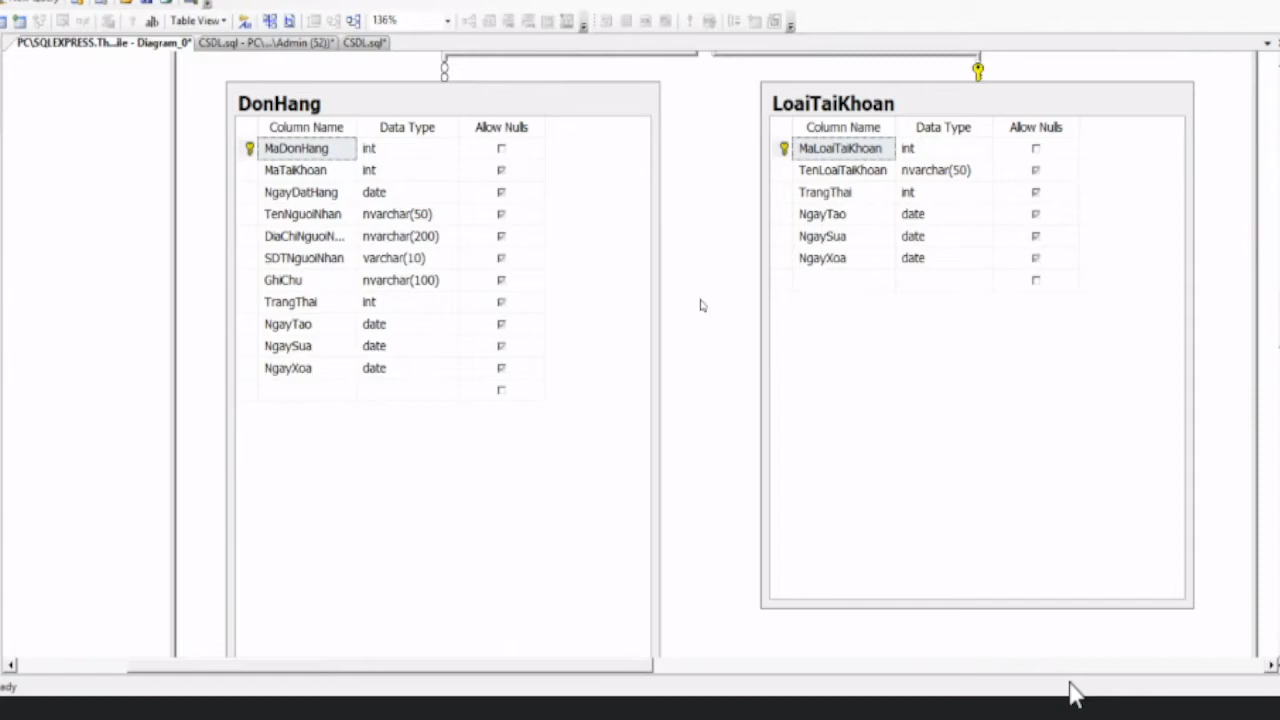 Table View
136%
PC\SQLEXPRESS.Th...ile - Diagram_0*
CSDL.sql - PC\...\Admin (52))*
CSDL.sql*
DonHang
Column Name Data Type Allow Nulls
MaDonHang int
MaTaiKhoan int
NgayDatHang date
TenNguoiNhan nvarchar(50)
DiaChiNguoiN... nvarchar(200)
SDTNguoiNhan varchar(10)
GhiChu nvarchar(100)
TrangThai int
NgayTao date
NgaySua date
NgayXoa date
LoaiTaiKhoan
Column Name Data Type Allow Nulls
MaLoaiTaiKhoan int
TenLoaiTaiKhoan nvarchar(50)
TrangThai int
NgayTao date
NgaySua date
NgayXoa date
ady